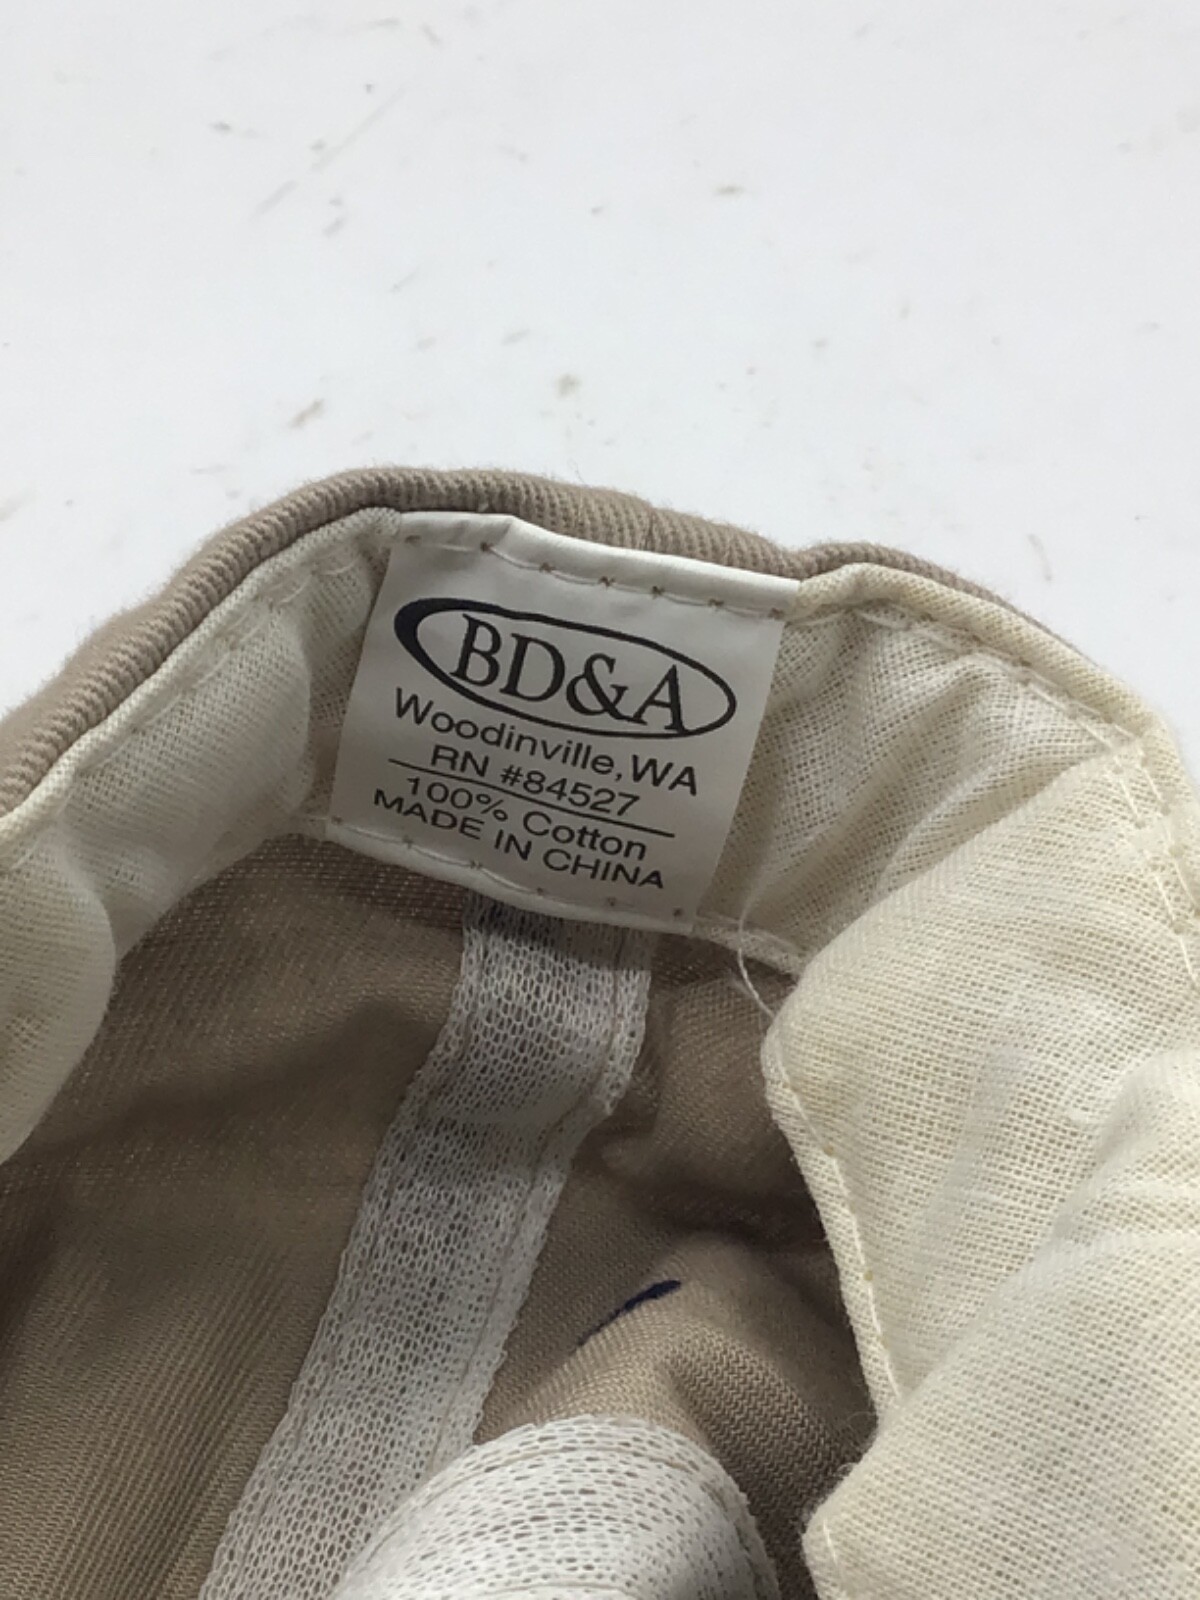 BD&A
Woodinville, WA
RN #84527
100% Cotton
MADE IN CHINA